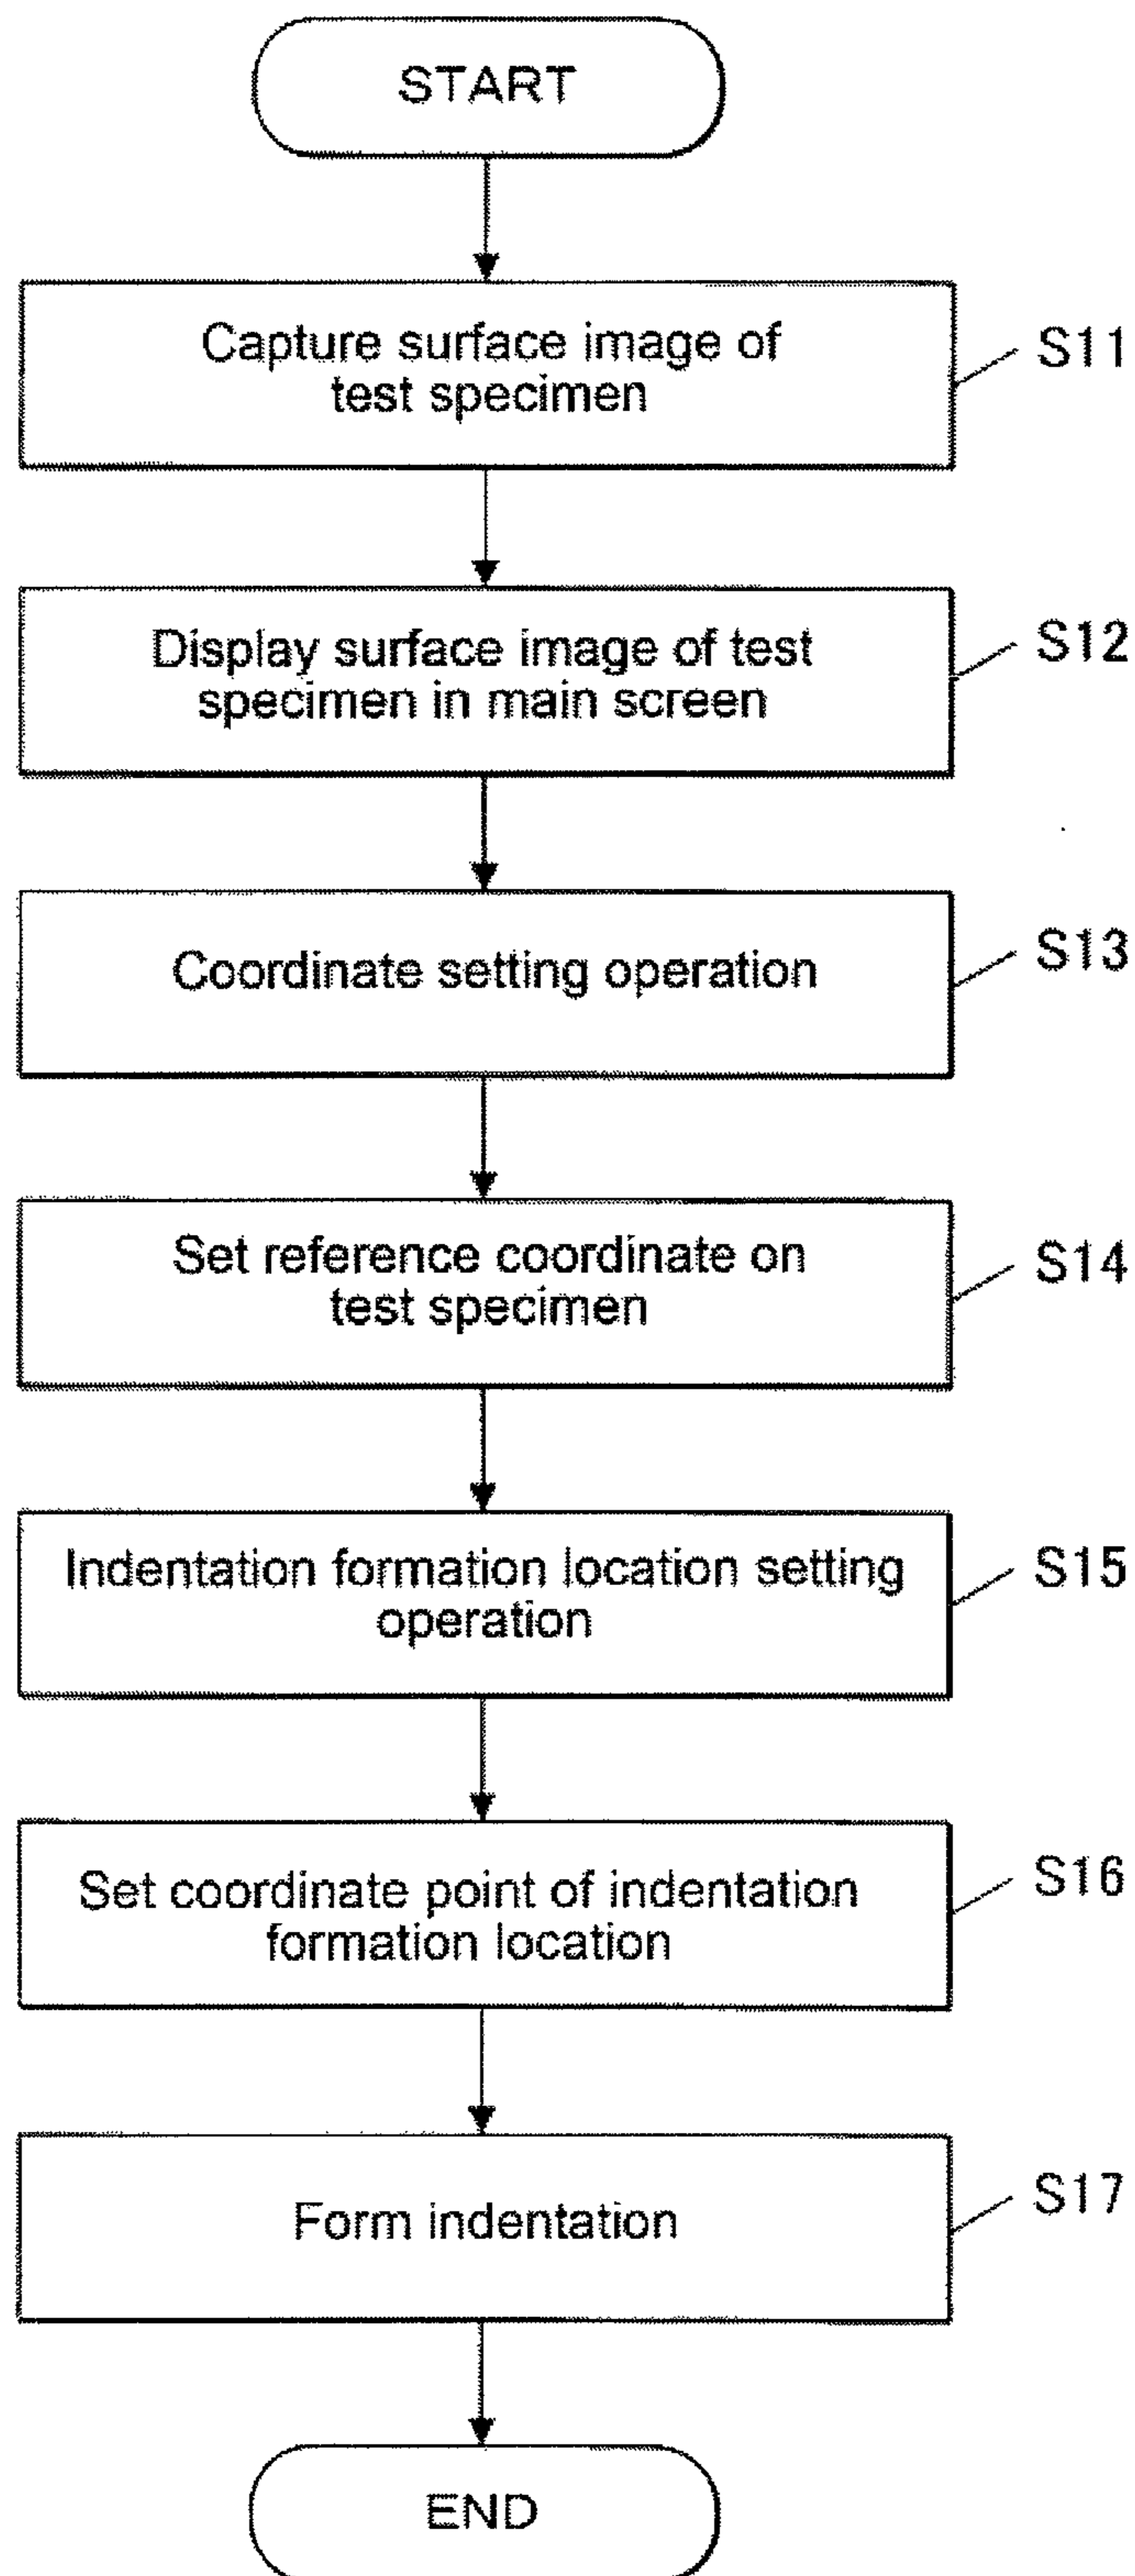 START
Capture surface image of
test specimen
S11
Display surface image of test
specimen in main screen
S12
Coordinate setting operation
S13
Set reference coordinate on
test specimen
S14
Indentation formation location setting
operation
S15
Set coordinate point of indentation
formation location
S16
Form indentation
S17
END